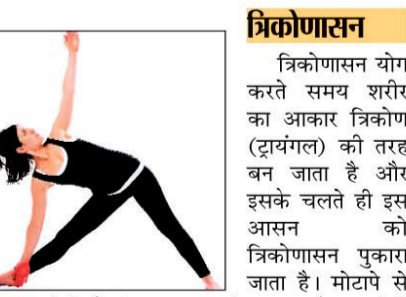 त्रिकोणासन
त्रिकोणासन योग
करते समय शरीर
का आकार त्रिकोण
(ट्रायंगल) की तरह
बन जाता है और
इसके चलते ही इस
आसन को
त्रिकोणासन पुकारा
जाता है। मोटापे से